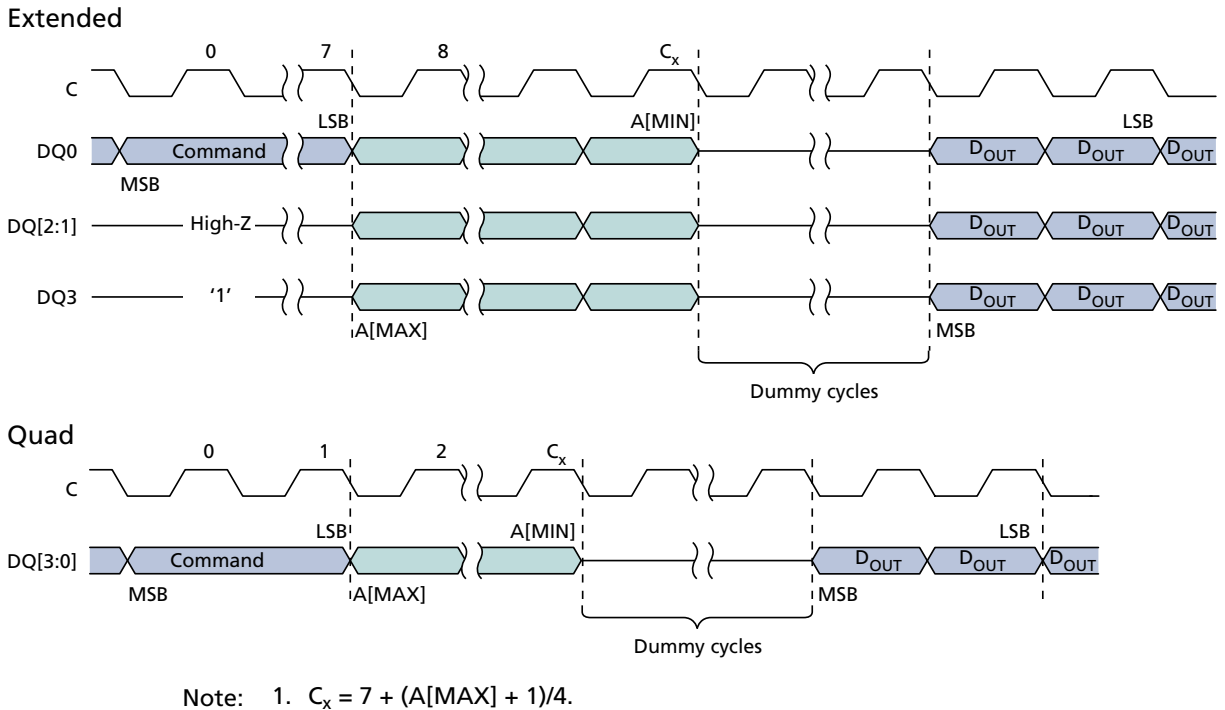 Extended
0 7 8 Cx
C
LSB A[MIN] LSB
DQ0 Command DOUT DOUT DOUT
MSB
DQ[2:1] High-Z DOUT DOUT DOUT
DQ3 ‘1’ DOUT DOUT DOUT
A[MAX] MSB
Dummy cycles
Quad
0 1 2 Cx
C
LSB A[MIN] LSB
DQ[3:0] Command DOUT DOUT DOUT
MSB A[MAX] MSB
Dummy cycles
Note: 1. Cx = 7 + (A[MAX] + 1)/4.